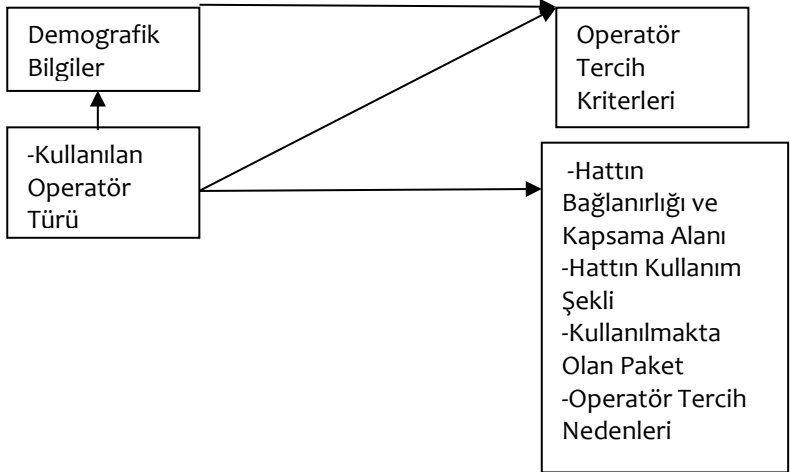 Demografik
Bilgiler
Operatör
Tercih
Kriterleri
-Kullanılan
Operatör
Türü
-Hattın
Bağlanırlığı ve
Kapsama Alanı
-Hattın Kullanım
Şekli
-Kullanılmakta
Olan Paket
-Operatör Tercih
Nedenleri